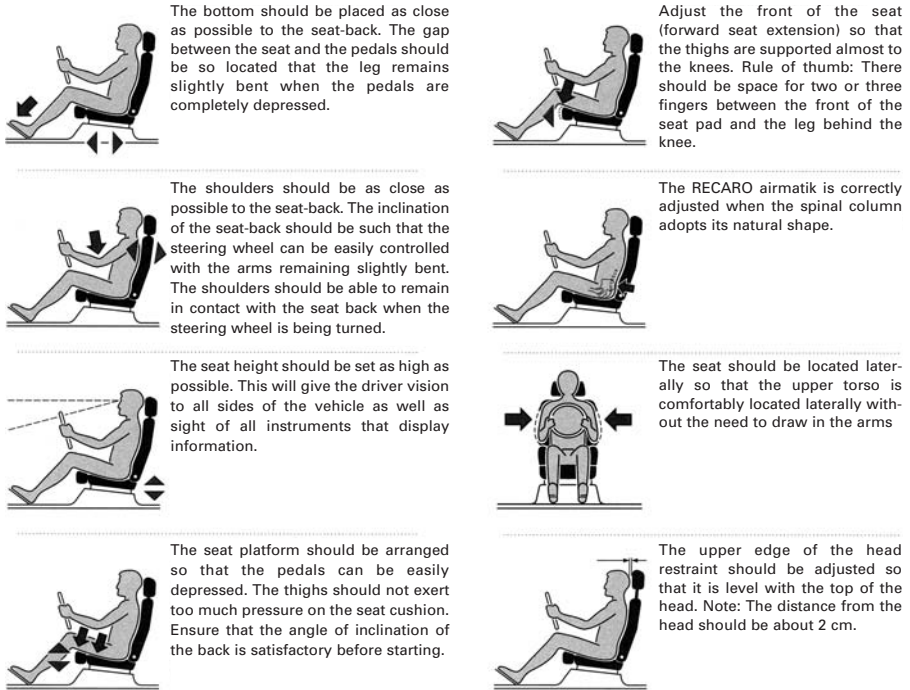 The bottom should be placed as close
as possible to the seat-back. The gap
between the seat and the pedals should
be so located that the leg remains
slightly bent when the pedals are
completely depressed.
The shoulders should be as close as
possible to the seat-back. The inclination
of the seat-back should be such that the
steering wheel can be easily controlled
with the arms remaining slightly bent.
The shoulders should be able to remain
in contact with the seat back when the
steering wheel is being turned.
The seat height should be set as high as
possible. This will give the driver vision
to all sides of the vehicle as well as
sight of all instruments that display
information.
The seat platform should be arranged
so that the pedals can be easily
depressed. The thighs should not exert
too much pressure on the seat cushion.
Ensure that the angle of inclination of
the back is satisfactory before starting.
Adjust the front of the seat
(forward seat extension) so that
the thighs are supported almost to
the knees. Rule of thumb: There
should be space for two or three
fingers between the front of the
seat pad and the leg behind the
knee.
The RECARO airmatik is correctly
adjusted when the spinal column
adopts its natural shape.
The seat should be located later-
ally so that the upper torso is
comfortably located laterally with-
out the need to draw in the arms
The upper edge of the head
restraint should be adjusted so
that it is level with the top of the
head. Note: The distance from the
head should be about 2 cm.